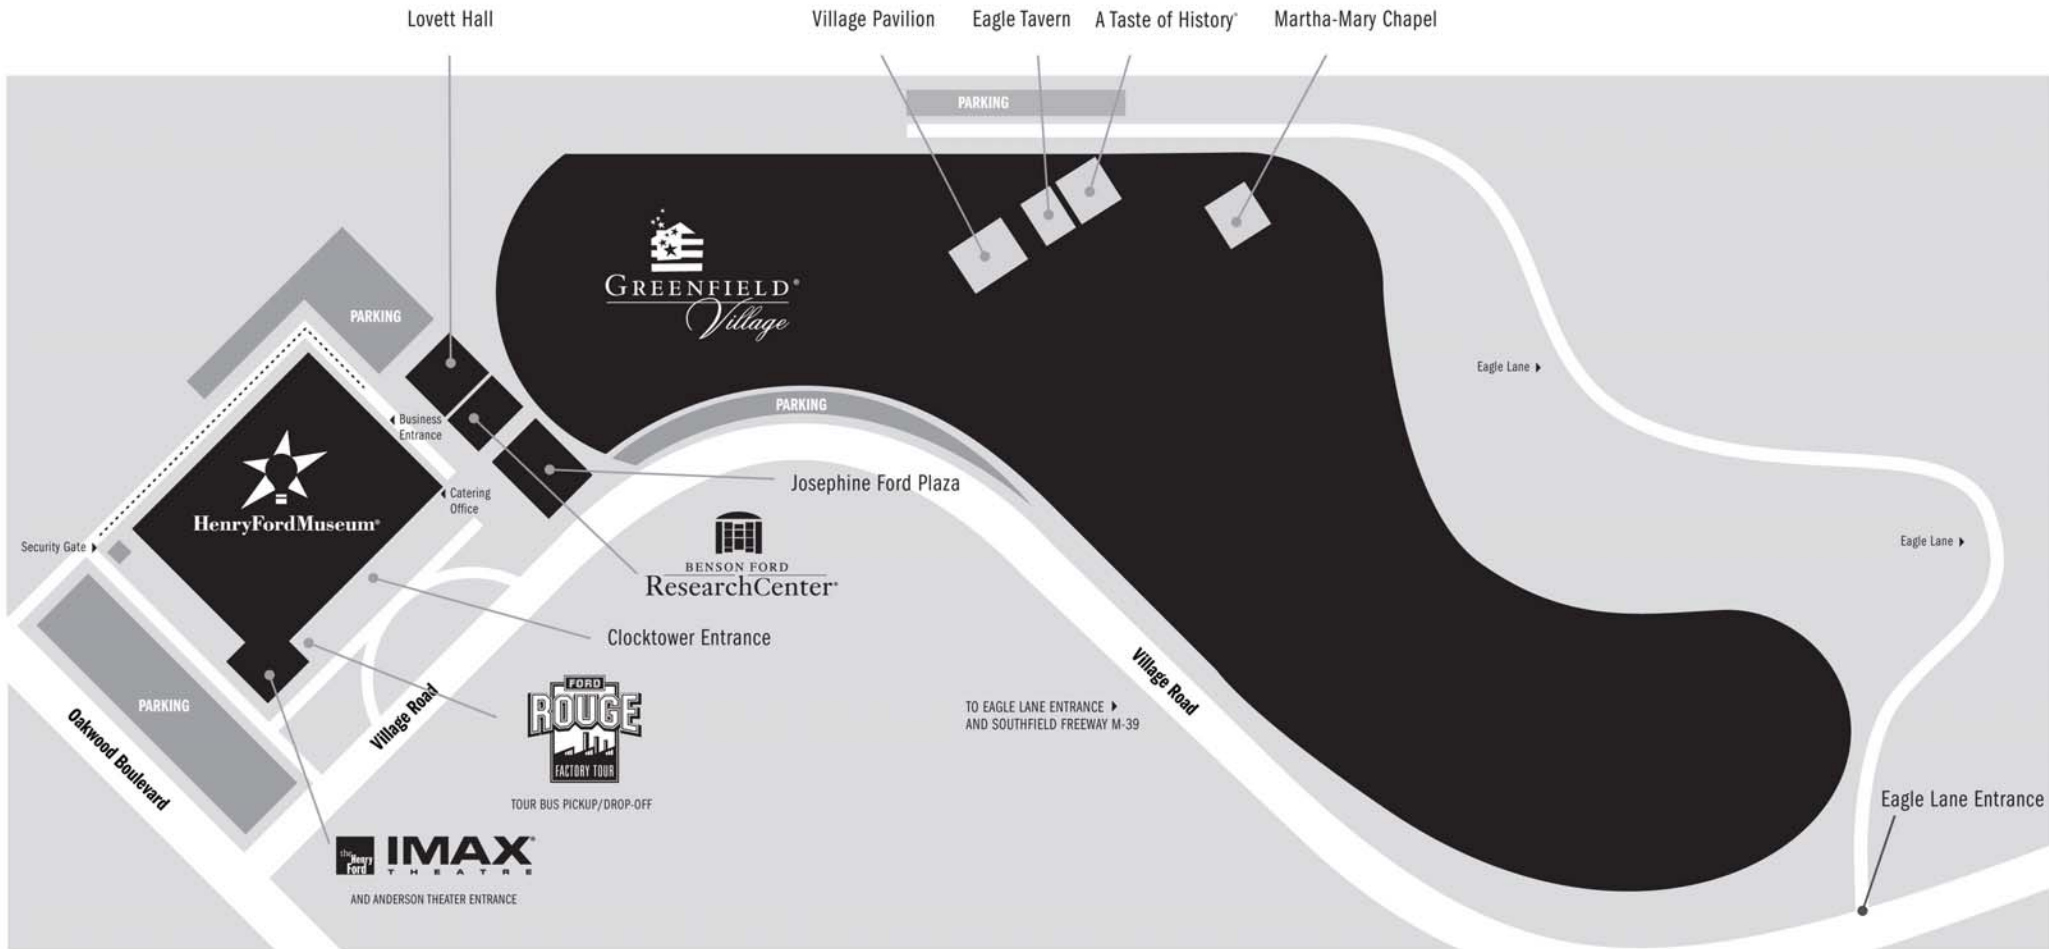 Lovett Hall
Village Pavilion
Eagle Tavern
A Taste of History®
Martha-Mary Chapel
PARKING
GREENFIELD®
Village
PARKING
Eagle Lane ▶
PARKING
◀ Business
Entrance
Josephine Ford Plaza
◀ Catering
Office
HenryFordMuseum®
Security Gate ▶
Eagle Lane ▶
BENSON FORD
ResearchCenter®
Clocktower Entrance
Village Road
Village Road
FORD
ROUGE
FACTORY TOUR
TOUR BUS PICKUP/DROP-OFF
PARKING
Oakwood Boulevard
TO EAGLE LANE ENTRANCE ▶
AND SOUTHFIELD FREEWAY M-39
Eagle Lane Entrance
the
Henry
Ford
IMAX®
THEATRE
AND ANDERSON THEATER ENTRANCE